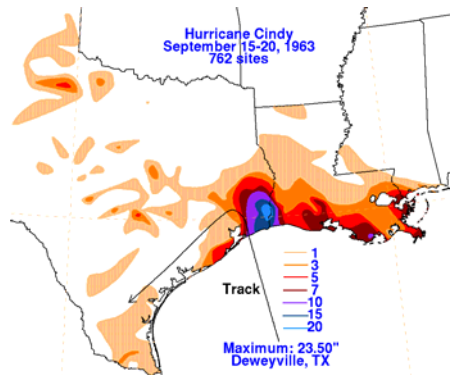 Hurricane Cindy
September 15-20, 1963
762 sites
1
3
5
7
10
15
20
Track
Maximum: 23.50"
Deweyville, TX